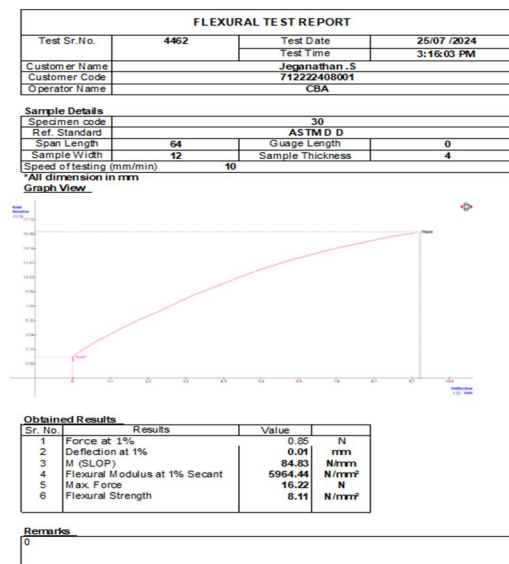 FLEXURAL TEST REPORT
Test Sr.No. 4462 Test Date 25/07 /2024
Test Time 3:16:03 PM
Customer Name Jeganathan .S
Customer Code 712222408001
Operator Name CBA
Sample Details
Specimen code 30
Ref. Standard ASTM D D
Span Length 64 Guage Length 0
Sample Width 12 Sample Thickness 4
Speed of testing (mm/min) 10
*All dimension in mm
Graph View
Obtained Results
Sr. No. Results Value
1 Force at 1% 0.85 N
2 Deflection at 1% 0.01 mm
3 M (SLOP) 84.83 N/mm
4 Flexural Modulus at 1% Secant 5964.44 N/mm²
5 Max. Force 16.22 N
6 Flexural Strength 8.11 N/mm²
Remarks
0